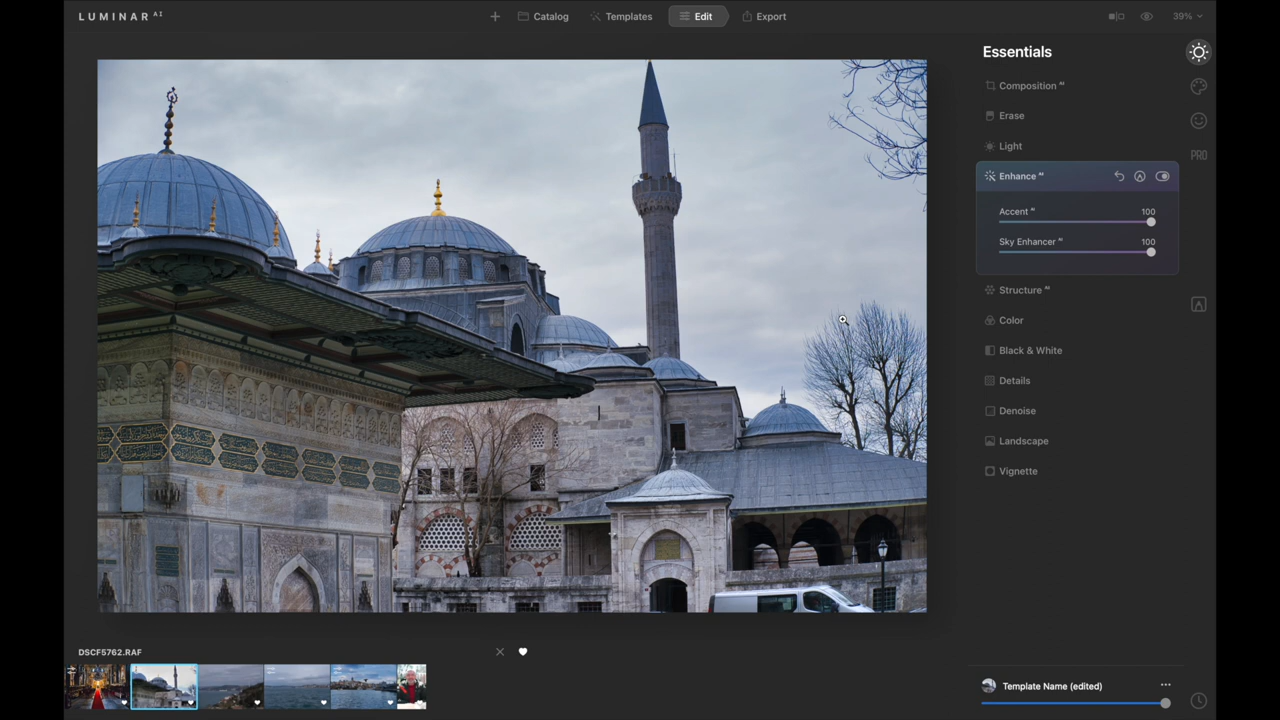 LUMINAR AI
Catalog
Templates
Edit
Export
39%
Essentials
Composition AI
Erase
Light
PRO
Enhance AI
Accent AI
100
Sky Enhancer AI
100
Structure AI
Color
Black & White
Details
Denoise
Landscape
Vignette
DSCF5762.RAF
Template Name (edited)